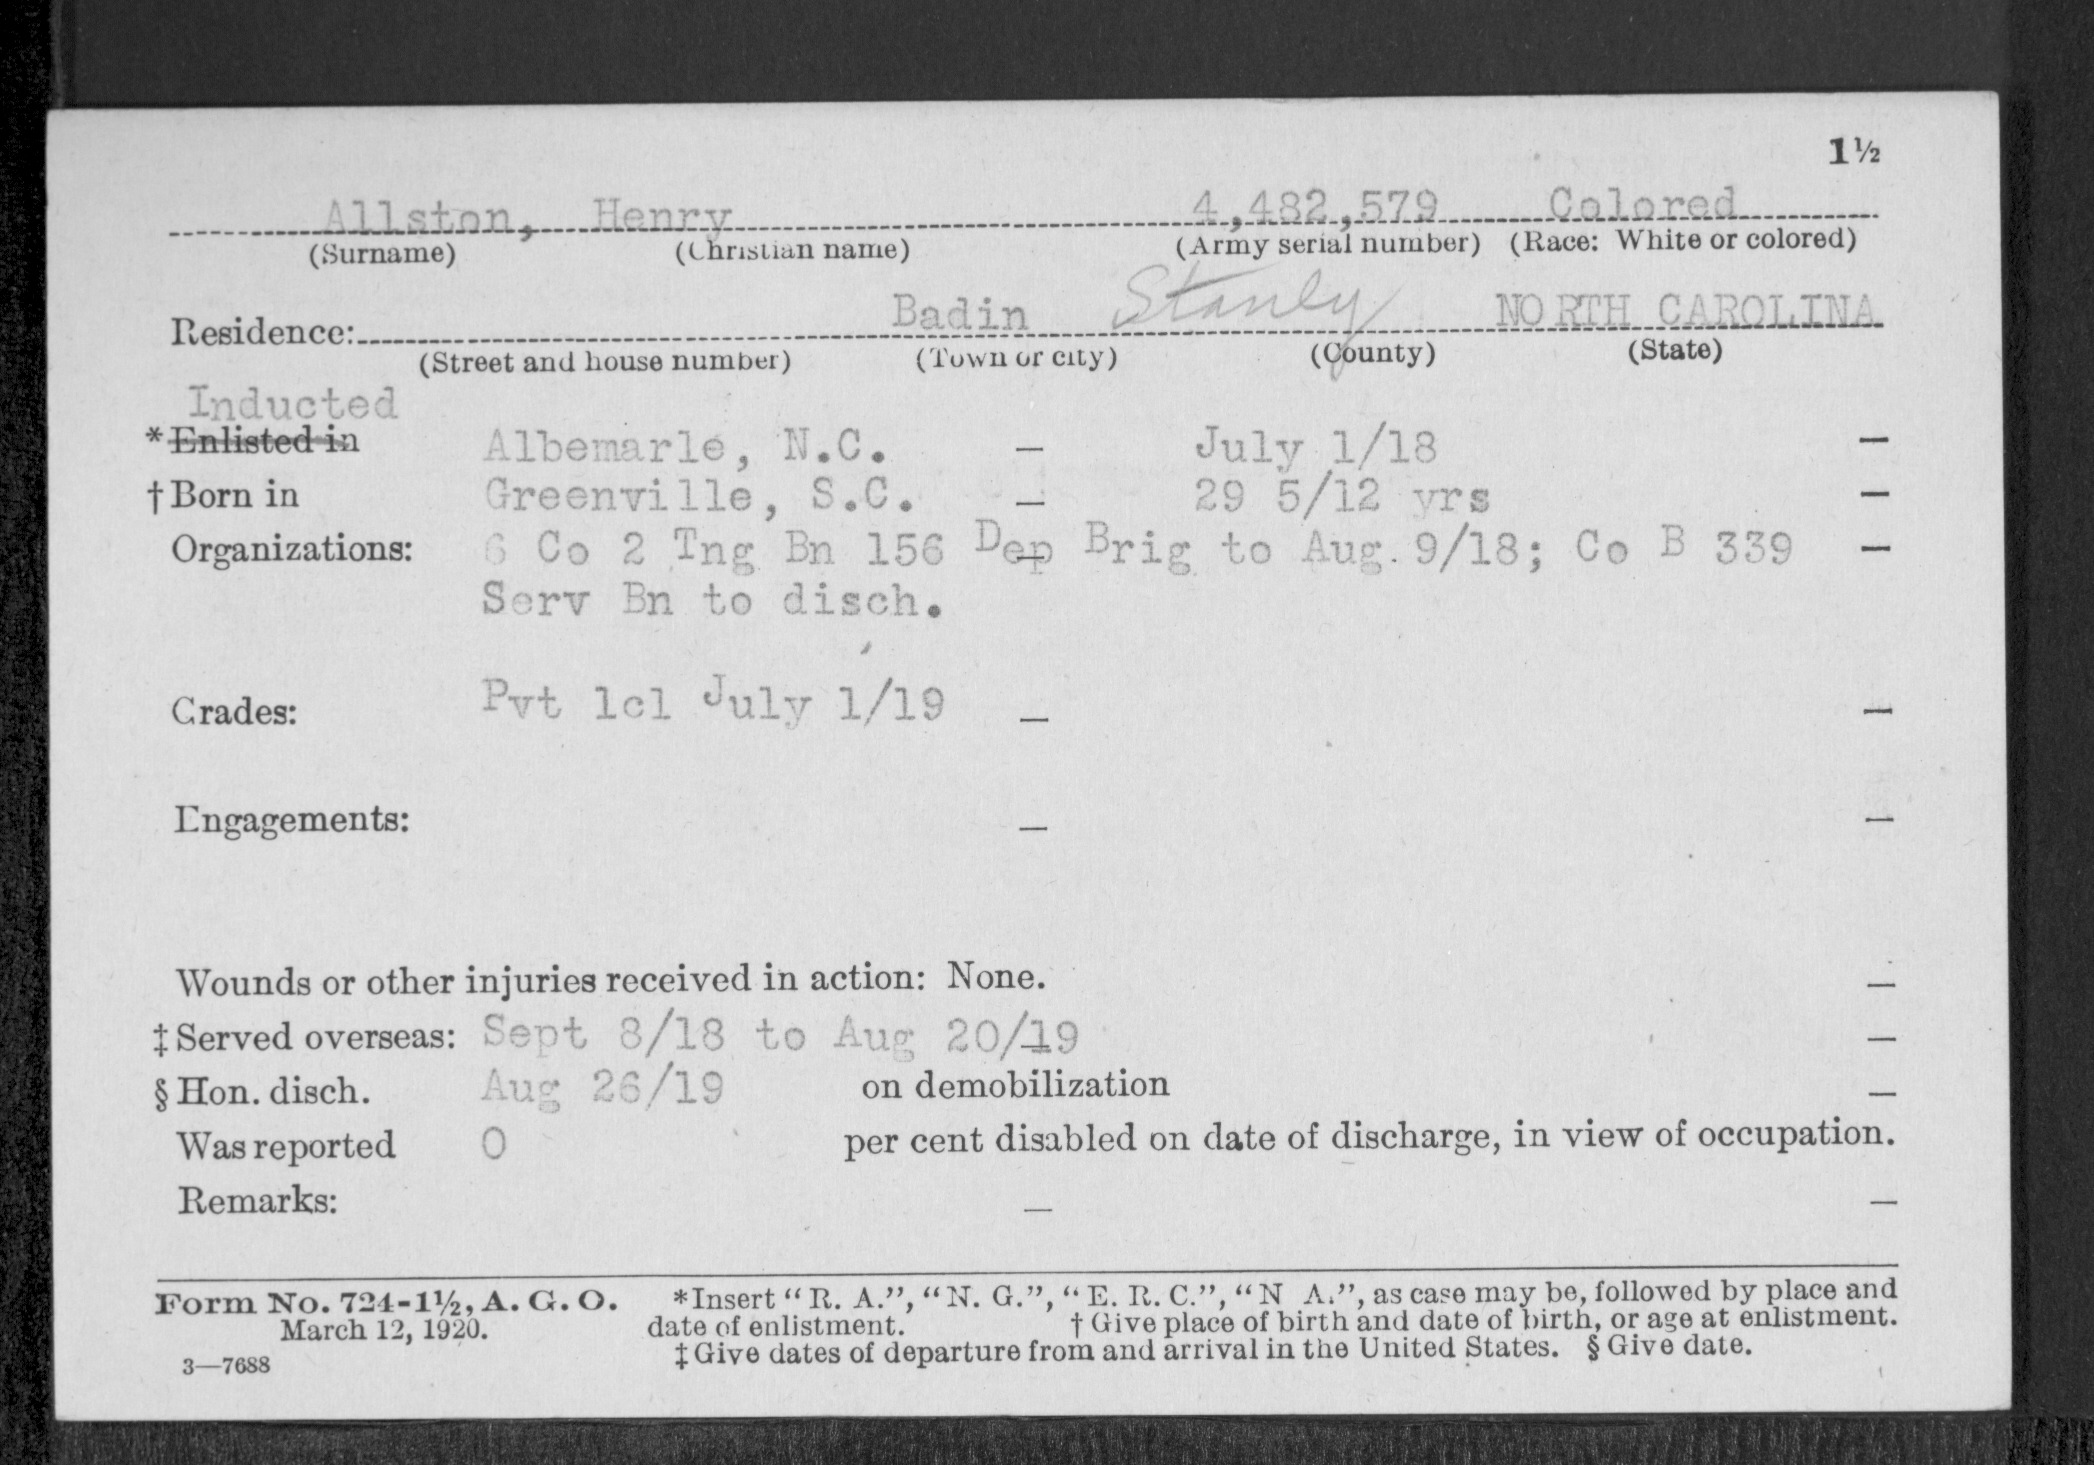 1½
Allston, Henry 4,482,579 Colored
(Surname) (Christian name) (Army serial number) (Race: White or colored)
Residence: Badin Stanly NORTH CAROLINA
(Street and house number) (Town or city) (County) (State)
Inducted
*Enlisted in Albemarle, N.C. — July 1/18 —
†Born in Greenville, S.C. — 29 5/12 yrs —
Organizations: 6 Co 2 Tng Bn 156 Dep Brig to Aug. 9/18; Co B 339 —
Serv Bn to disch.
Grades: Pvt 1cl July 1/19 — —
Engagements: — —
Wounds or other injuries received in action: None. —
‡Served overseas: Sept 8/18 to Aug 20/19 —
§Hon. disch. Aug 26/19 on demobilization —
Was reported 0 per cent disabled on date of discharge, in view of occupation.
Remarks: — —
Form No. 724-1½, A. G. O. *Insert "R. A.", "N. G.", "E. R. C.", "N A.", as case may be, followed by place and
March 12, 1920. date of enlistment. †Give place of birth and date of birth, or age at enlistment.
3—7688 ‡Give dates of departure from and arrival in the United States. §Give date.